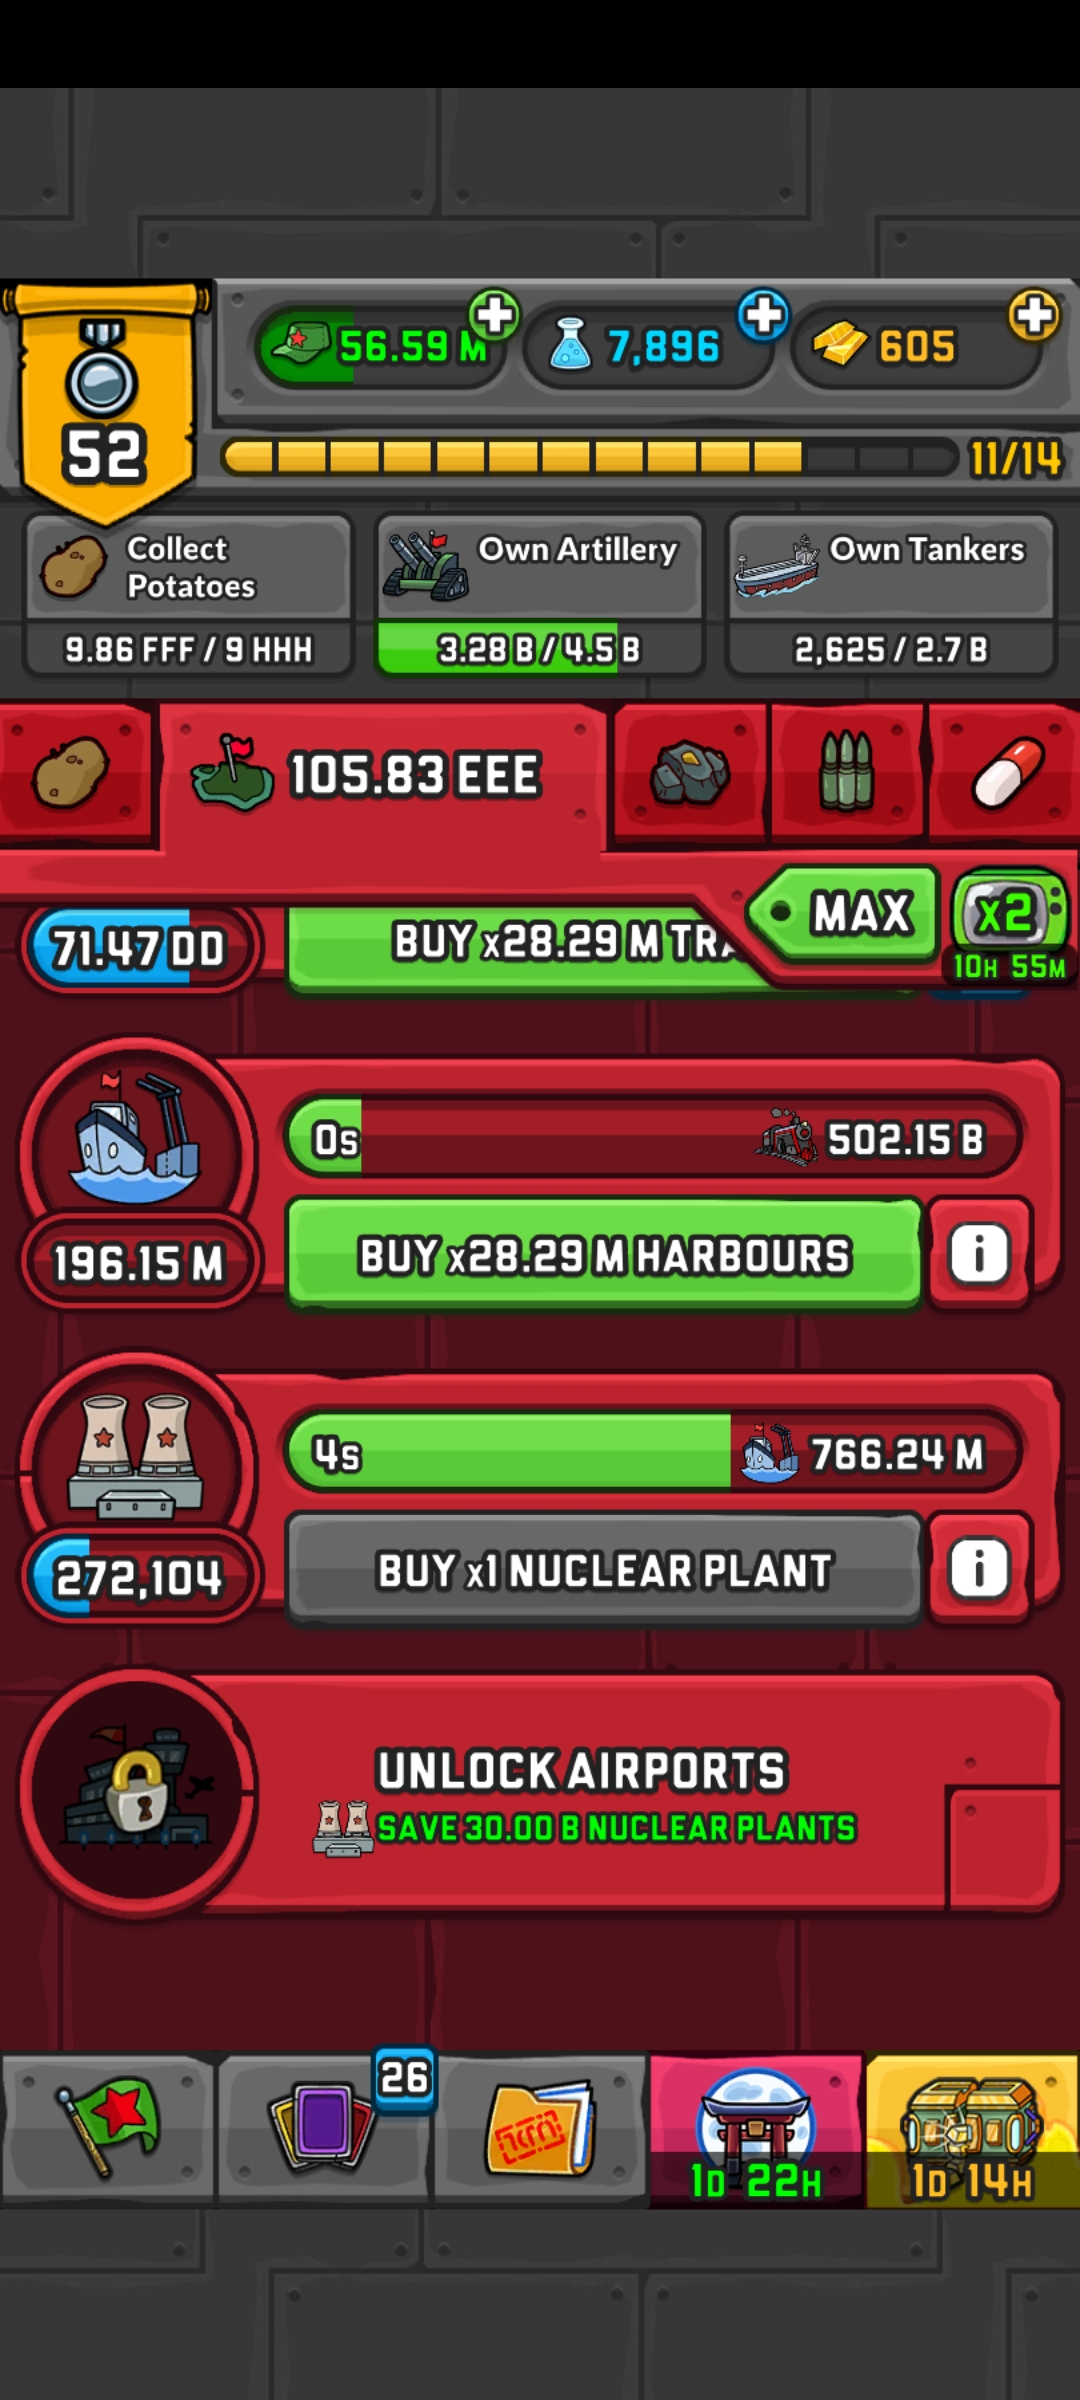 56.59 M
7,896
605
52
11/14
Collect
Potatoes
9.86 FFF / 9 HHH
Own Artillery
3.28 B / 4.5 B
Own Tankers
2,625 / 2.7 B
105.83 EEE
MAX
x2
10H 55M
71.47 DD
BUY x28.29 M
0s
502.15 B
196.15 M
BUY x28.29 M HARBOURS
i
4s
766.24 M
272,104
BUY x1 NUCLEAR PLANT
i
UNLOCK AIRPORTS
SAVE 30.00 B NUCLEAR PLANTS
26
1D 22H
1D 14H